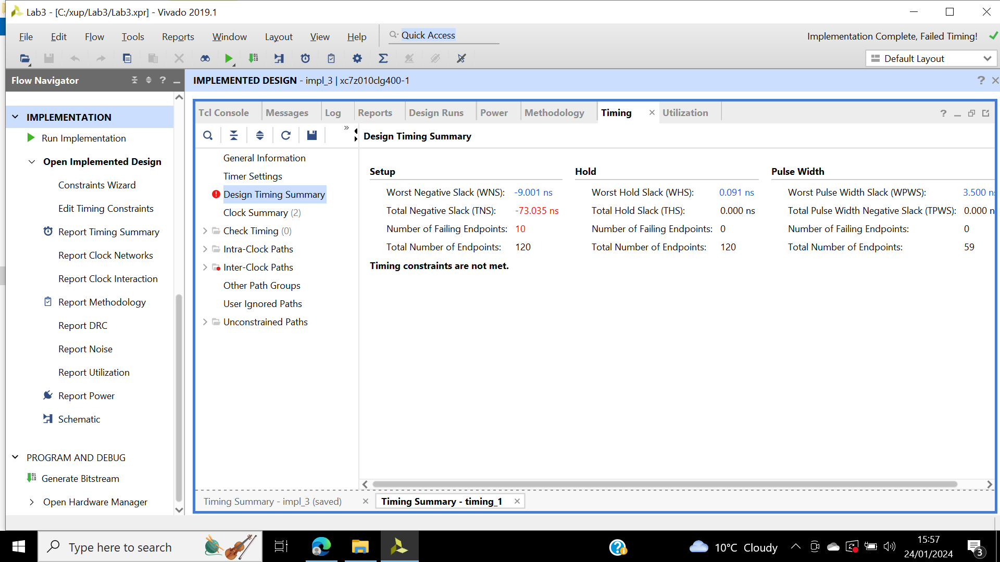 Lab3 - [C:/xup/Lab3/Lab3.xpr] - Vivado 2019.1
File Edit Flow Tools Reports Window Layout View Help Quick Access
Implementation Complete, Failed Timing!
Default Layout
Flow Navigator
IMPLEMENTATION
Run Implementation
Open Implemented Design
Constraints Wizard
Edit Timing Constraints
Report Timing Summary
Report Clock Networks
Report Clock Interaction
Report Methodology
Report DRC
Report Noise
Report Utilization
Report Power
Schematic
PROGRAM AND DEBUG
Generate Bitstream
Open Hardware Manager
IMPLEMENTED DESIGN - impl_3 | xc7z010clg400-1
Tcl Console Messages Log Reports Design Runs Power Methodology Timing Utilization
General Information
Timer Settings
Design Timing Summary
Clock Summary (2)
Check Timing (0)
Intra-Clock Paths
Inter-Clock Paths
Other Path Groups
User Ignored Paths
Unconstrained Paths
Design Timing Summary
Setup
Worst Negative Slack (WNS): -9.001 ns
Total Negative Slack (TNS): -73.035 ns
Number of Failing Endpoints: 10
Total Number of Endpoints: 120
Hold
Worst Hold Slack (WHS): 0.091 ns
Total Hold Slack (THS): 0.000 ns
Number of Failing Endpoints: 0
Total Number of Endpoints: 120
Pulse Width
Worst Pulse Width Slack (WPWS): 3.500 n
Total Pulse Width Negative Slack (TPWS): 0.000 n
Number of Failing Endpoints: 0
Total Number of Endpoints: 59
Timing constraints are not met.
Timing Summary - impl_3 (saved)
Timing Summary - timing_1
Type here to search
10°C Cloudy
15:57
24/01/2024
3